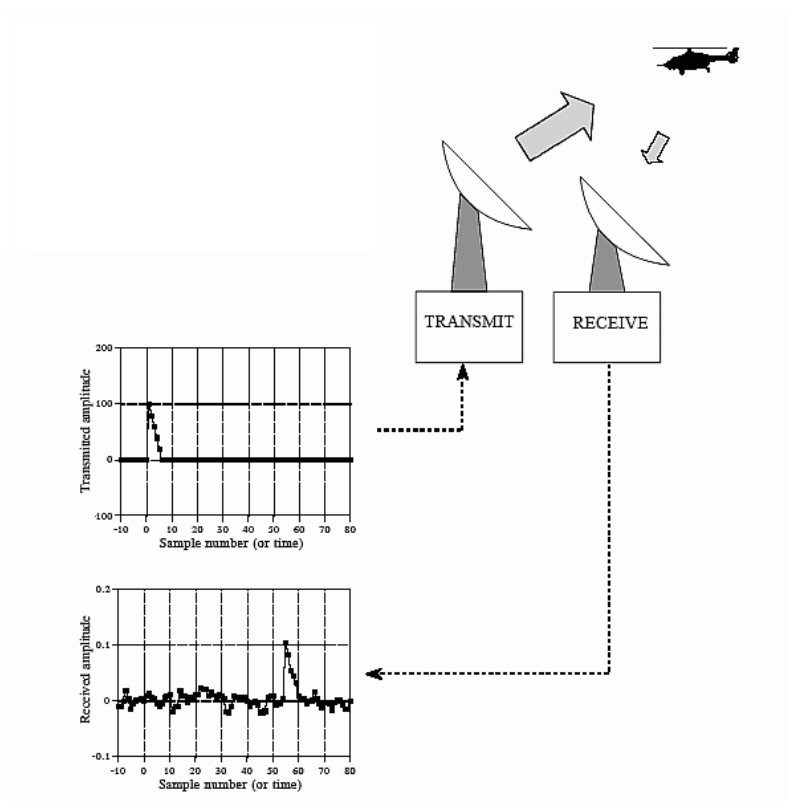 TRANSMIT
RECEIVE
Transmitted amplitude
200
100
0
-100
-10 0 10 20 30 40 50 60 70 80
Sample number (or time)
Received amplitude
0.2
0.1
0
-0.1
-10 0 10 20 30 40 50 60 70 80
Sample number (or time)